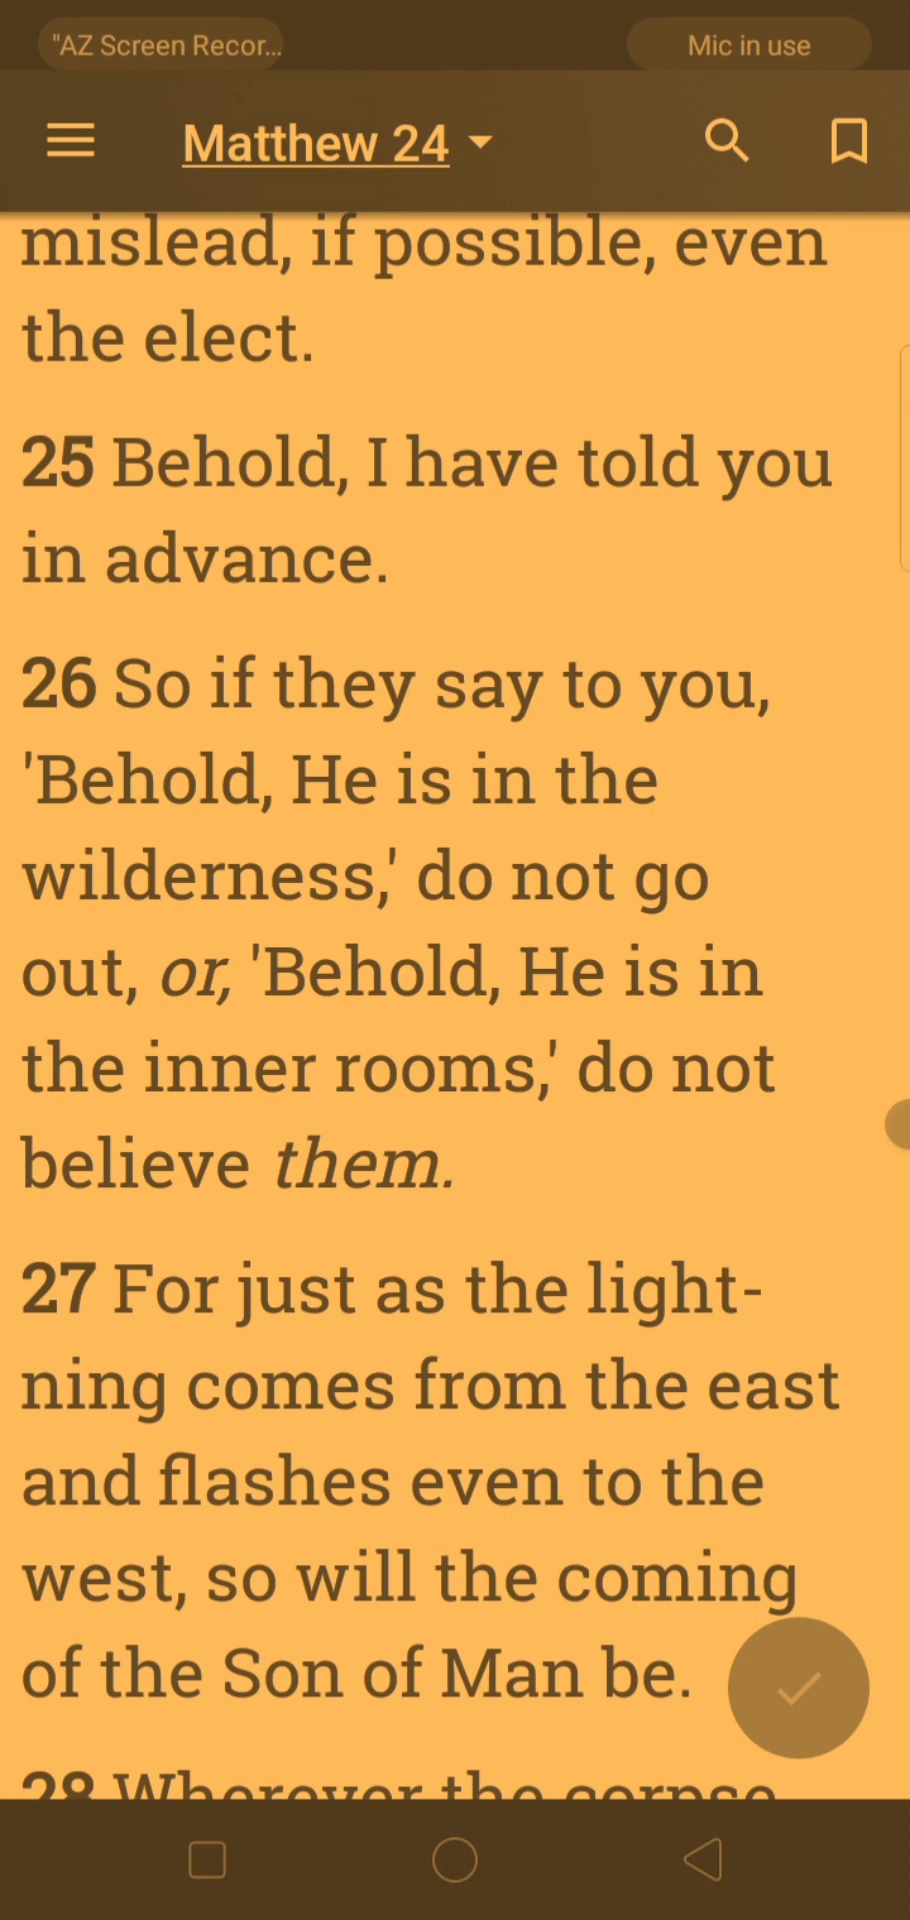 "AZ Screen Recor...
Mic in use
Matthew 24
mislead, if possible, even
the elect.
25 Behold, I have told you
in advance.
26 So if they say to you,
'Behold, He is in the
wilderness,' do not go
out, or, 'Behold, He is in
the inner rooms,' do not
believe them.
27 For just as the light-
ning comes from the east
and flashes even to the
west, so will the coming
of the Son of Man be.
28 Wherever the corpse